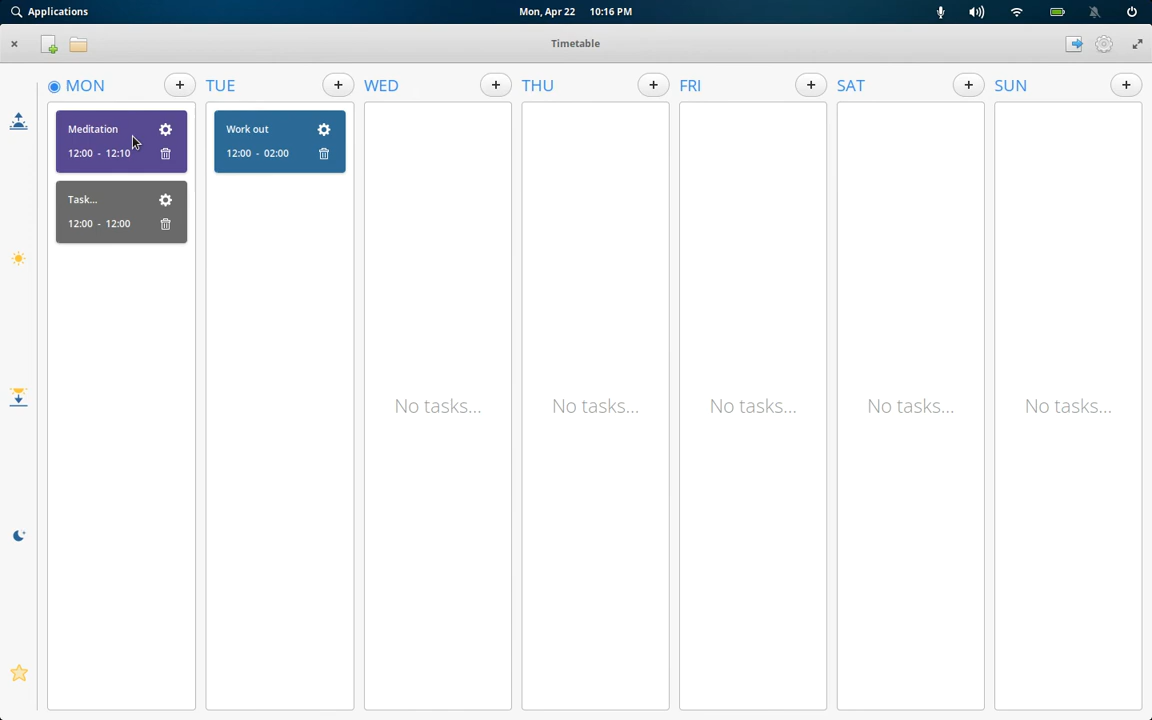 Applications
Mon, Apr 22 10:16 PM
Timetable
MON
TUE
WED
THU
FRI
SAT
SUN
Meditation
12:00 - 12:10
Task...
12:00 - 12:00
Work out
12:00 - 02:00
No tasks...
No tasks...
No tasks...
No tasks...
No tasks...